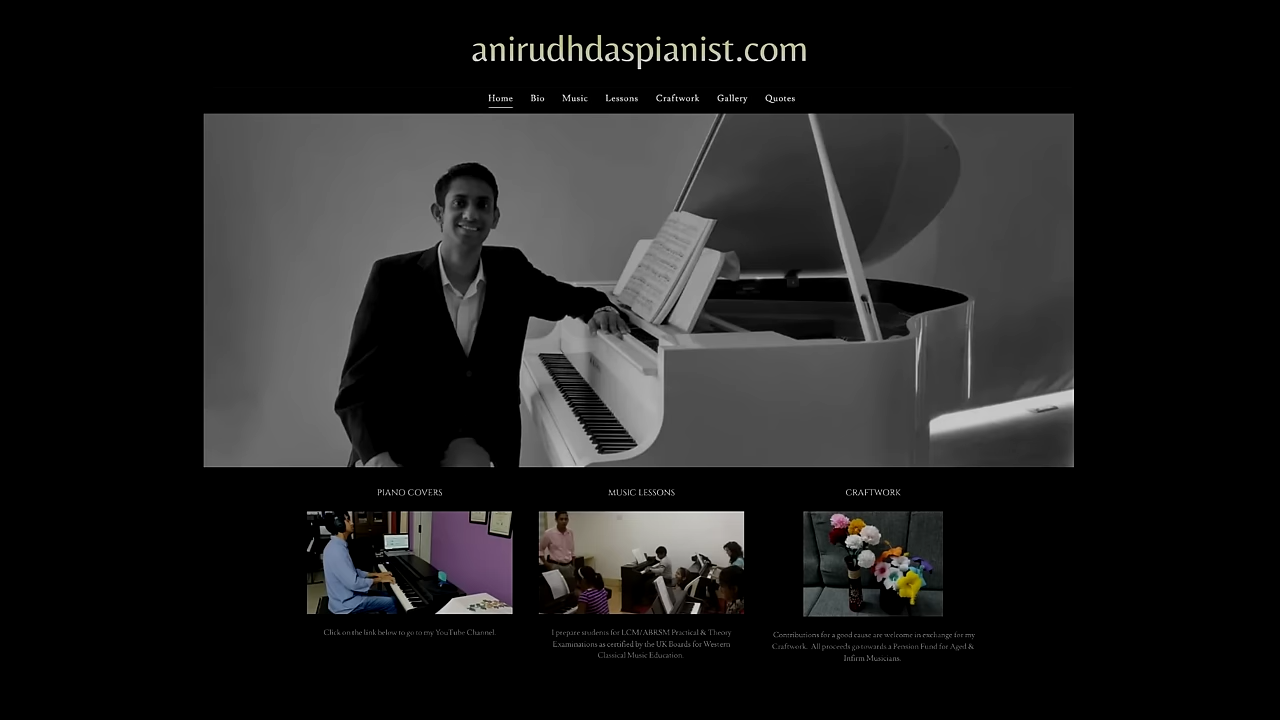 anirudhdaspianist.com
Home Bio Music Lessons Craftwork Gallery Quotes
PIANO COVERS
Click on the link below to go to my YouTube Channel.
MUSIC LESSONS
I prepare students for LCM/ABRSM Practical & Theory
Examinations as certified by the UK Boards for Western
Classical Music Education
CRAFTWORK
Contributions for a good cause are welcome in exchange for my
Craftwork. All proceeds go towards a Pension Fund for Aged &
Infirm Musicians.